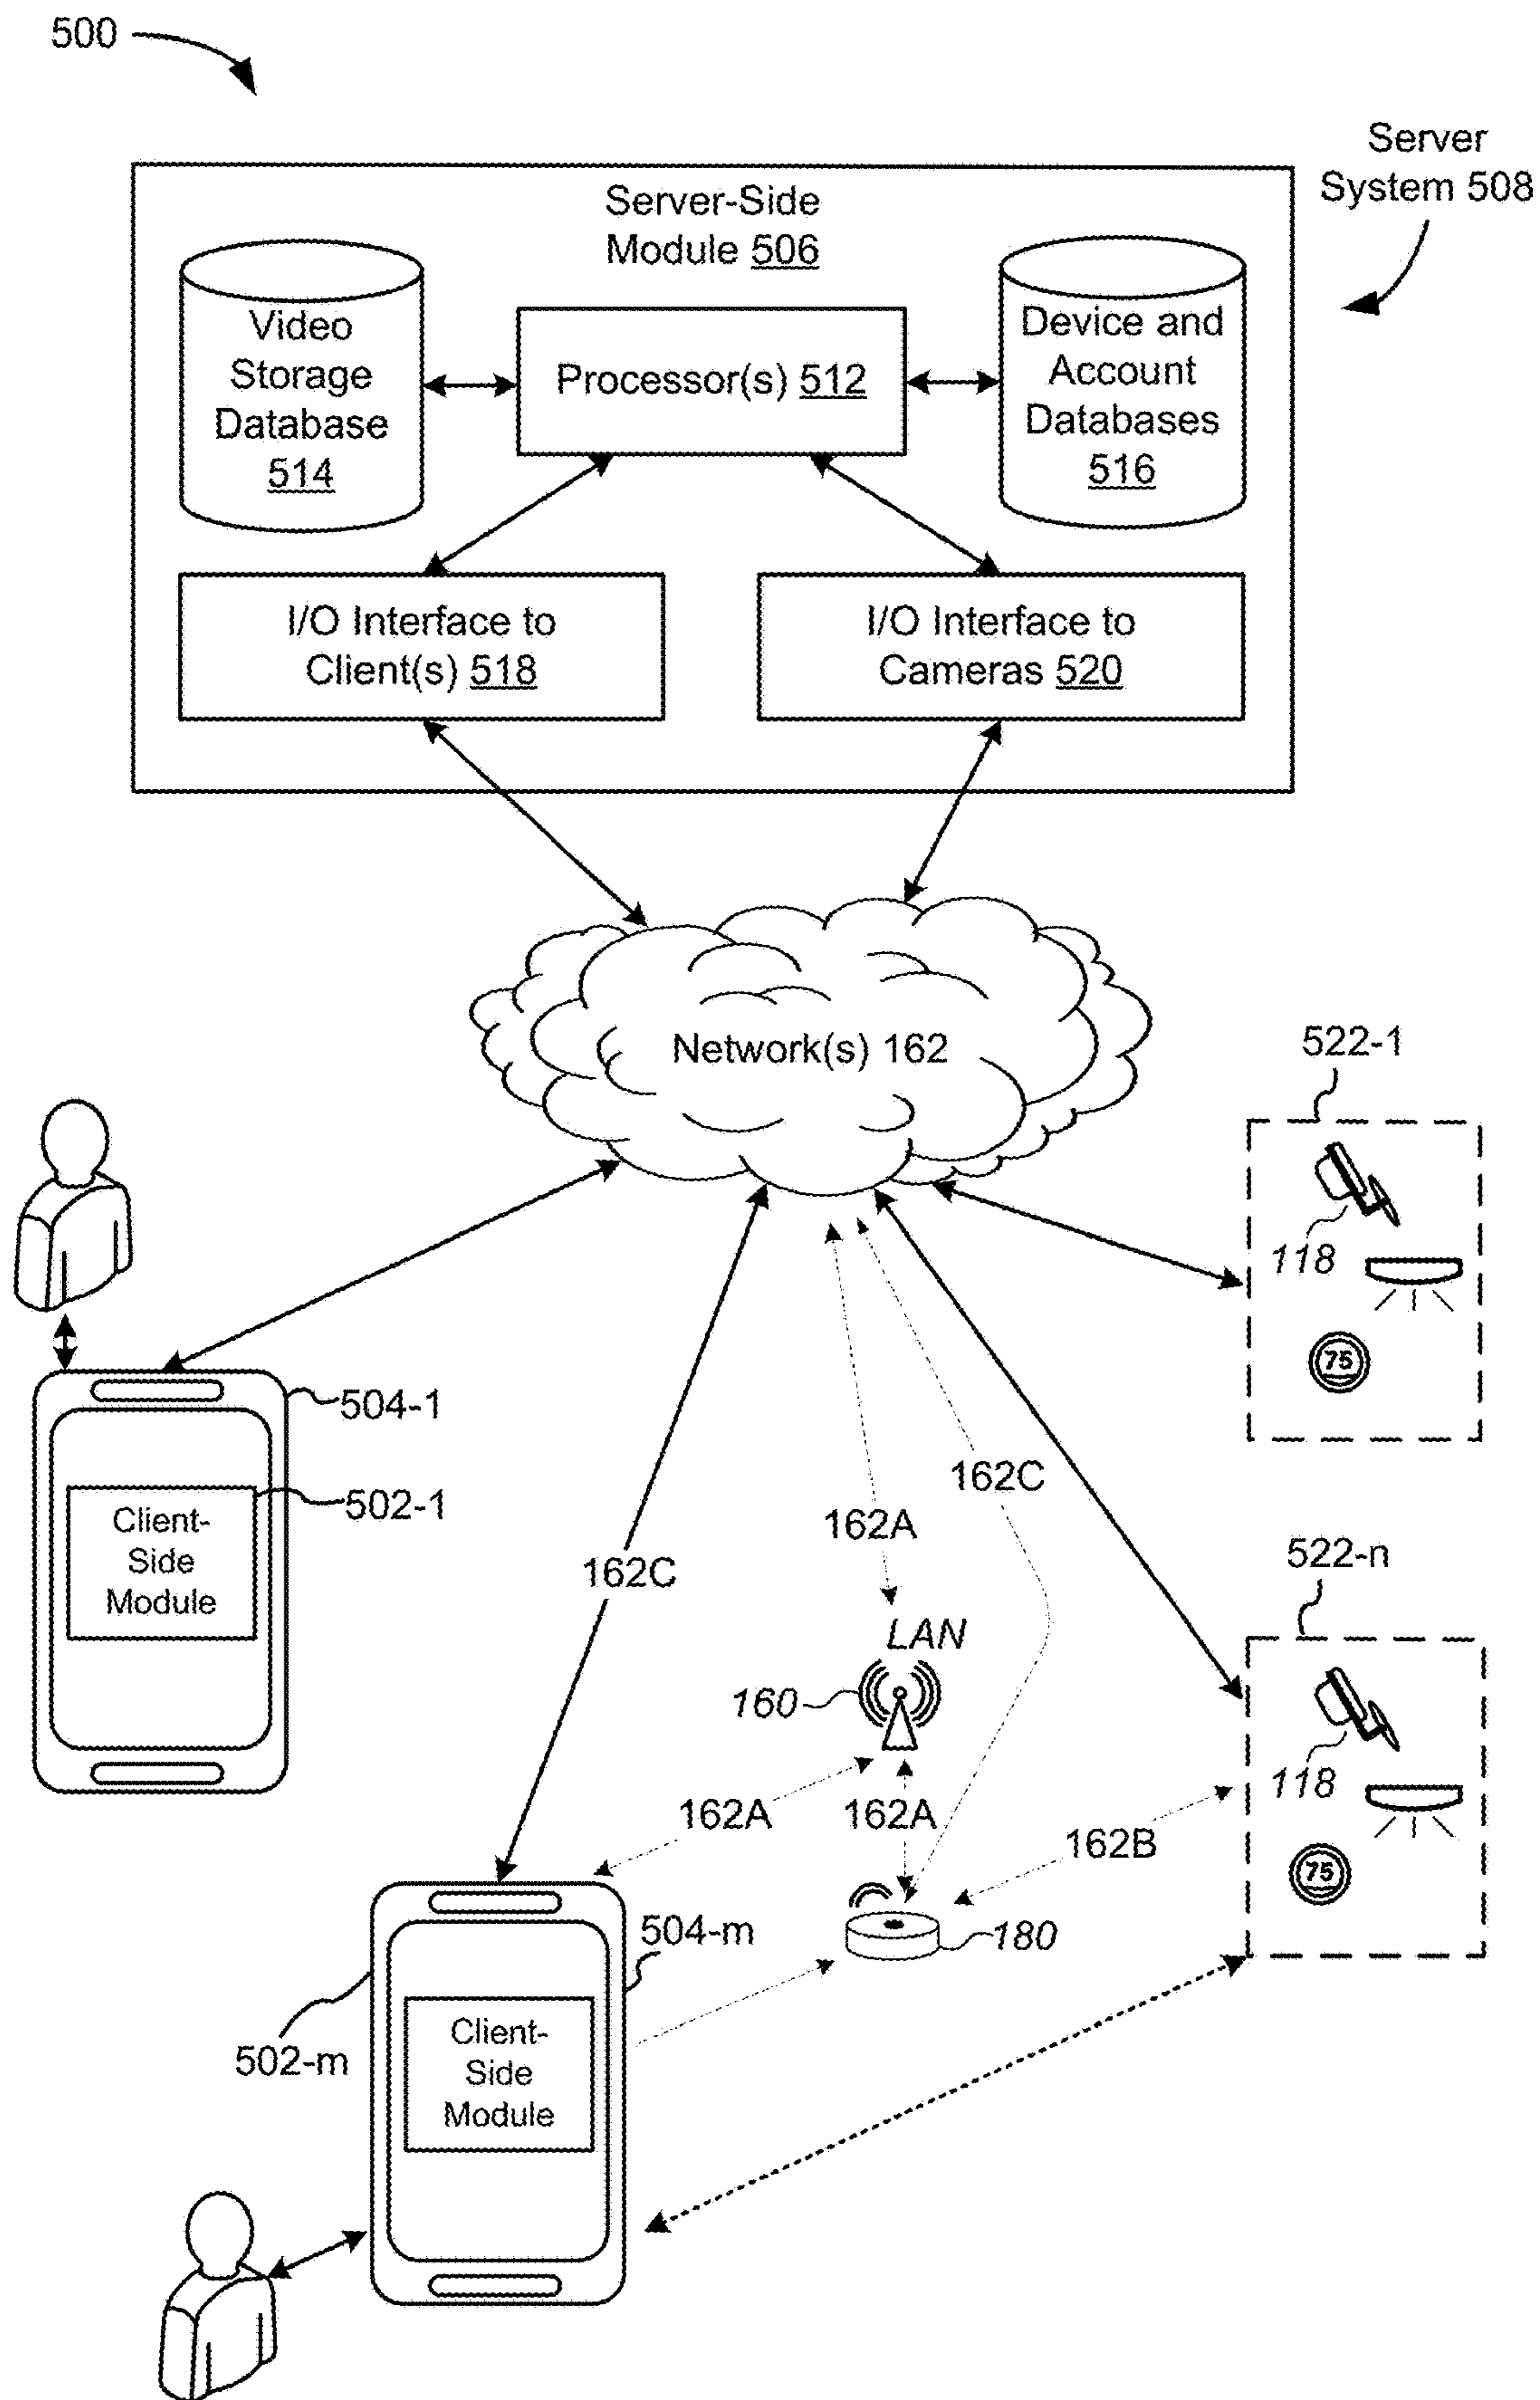 500
Server
System 508
Server-Side
Module 506
Video
Storage
Database
514
Processor(s) 512
Device and
Account
Databases
516
I/O Interface to
Client(s) 518
I/O Interface to
Cameras 520
Network(s) 162
522-1
118
75
504-1
502-1
Client-
Side
Module
162C
162A
162C
522-n
LAN
160
118
75
162A
162A
162B
180
504-m
502-m
Client-
Side
Module